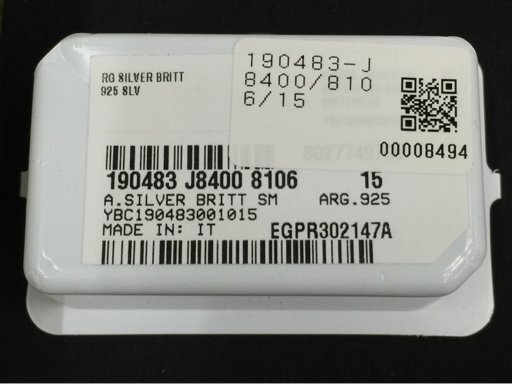 RG SILVER BRITT
925 SLV
190483-J
8400/810
6/15
00008494
190483 J8400 8106 15
A.SILVER BRITT SM ARG.925
YBC190483001015
MADE IN: IT EGPR302147A